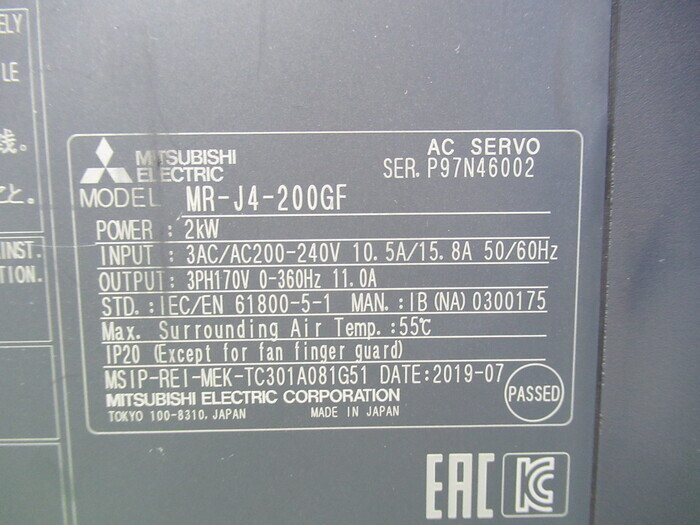 ELY
LE
線。
こと。
INST.
TION.
MITSUBISHI
ELECTRIC
AC SERVO
SER. P97N46002
MODEL MR-J4-200GF
POWER : 2kW
INPUT : 3AC/AC200-240V 10.5A/15.8A 50/60Hz
OUTPUT: 3PH170V 0-360Hz 11.0A
STD.:IEC/EN 61800-5-1 MAN.:IB(NA)0300175
Max. Surrounding Air Temp.:55℃
IP20 (Except for fan finger guard)
MSIP-REI-MEK-TC301A081G51 DATE:2019-07
MITSUBISHI ELECTRIC CORPORATION
TOKYO 100-8310, JAPAN MADE IN JAPAN
PASSED
EAC